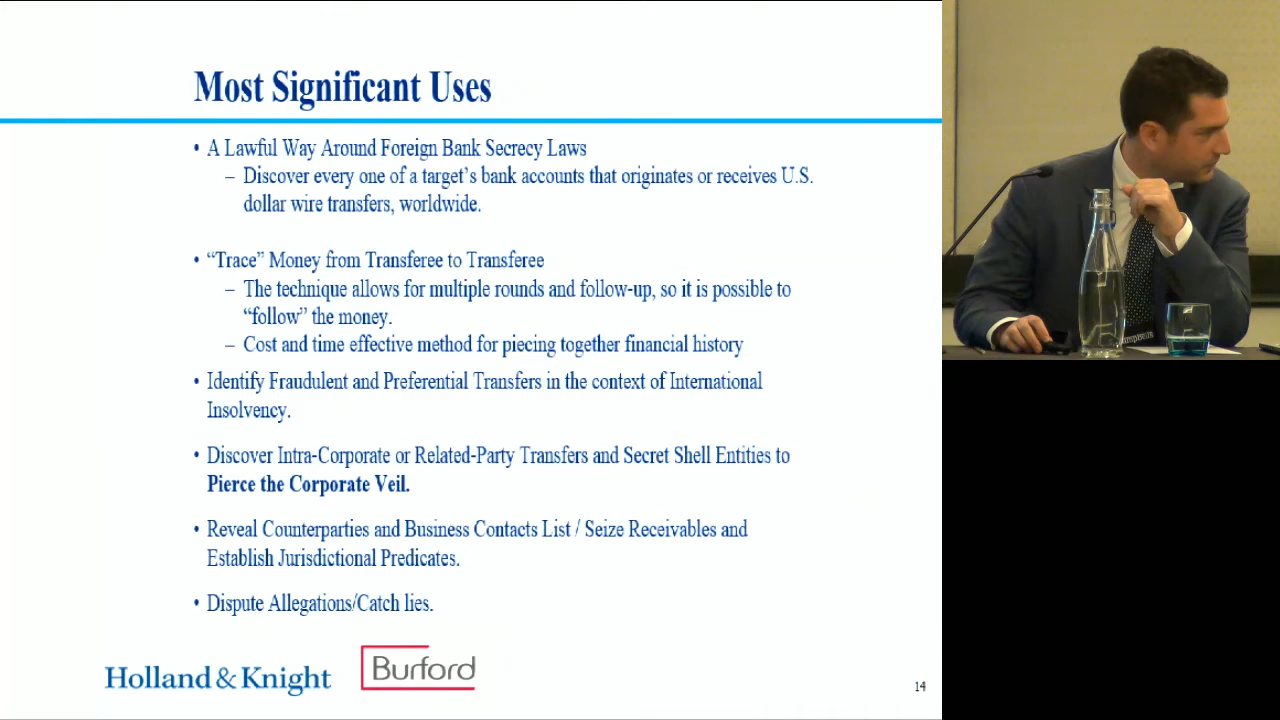 Most Significant Uses
• A Lawful Way Around Foreign Bank Secrecy Laws
– Discover every one of a target’s bank accounts that originates or receives U.S.
dollar wire transfers, worldwide.
• “Trace” Money from Transferee to Transferee
– The technique allows for multiple rounds and follow-up, so it is possible to
“follow” the money.
– Cost and time effective method for piecing together financial history
• Identify Fraudulent and Preferential Transfers in the context of International
Insolvency.
• Discover Intra-Corporate or Related-Party Transfers and Secret Shell Entities to
Pierce the Corporate Veil.
• Reveal Counterparties and Business Contacts List / Seize Receivables and
Establish Jurisdictional Predicates.
• Dispute Allegations/Catch lies.
Holland & Knight
Burford
14